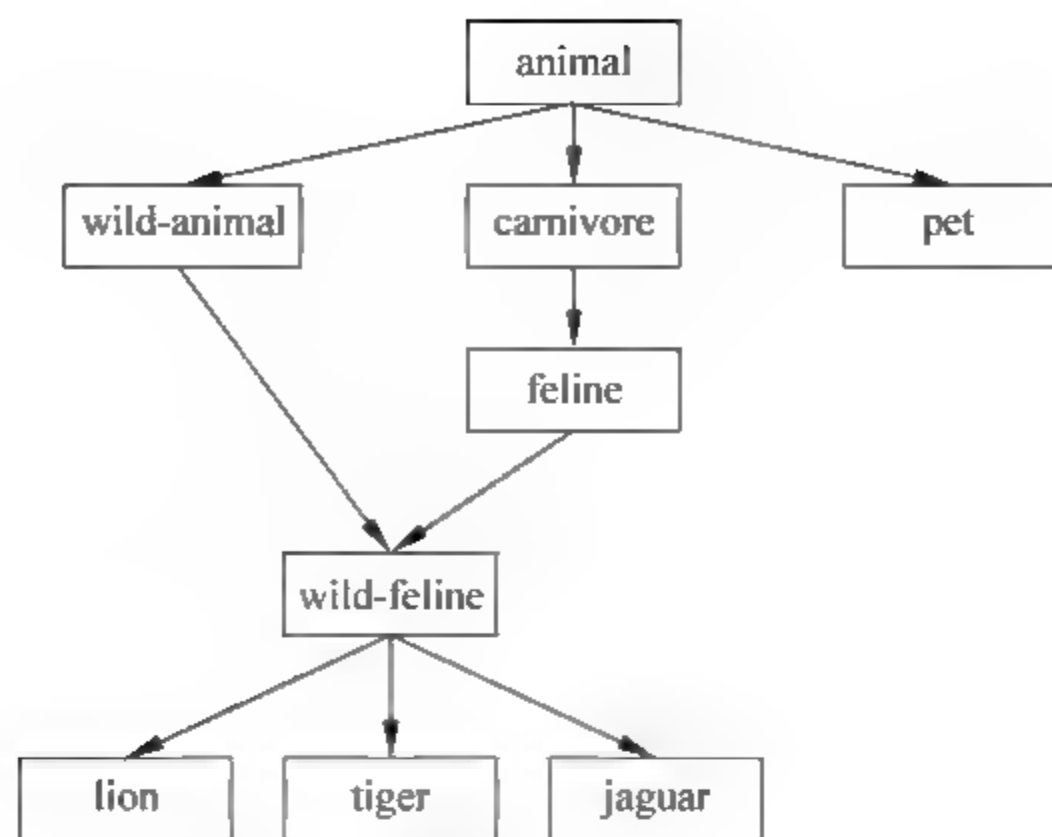 animal
wild-animal
carnivore
pet
feline
wild-feline
lion
tiger
jaguar